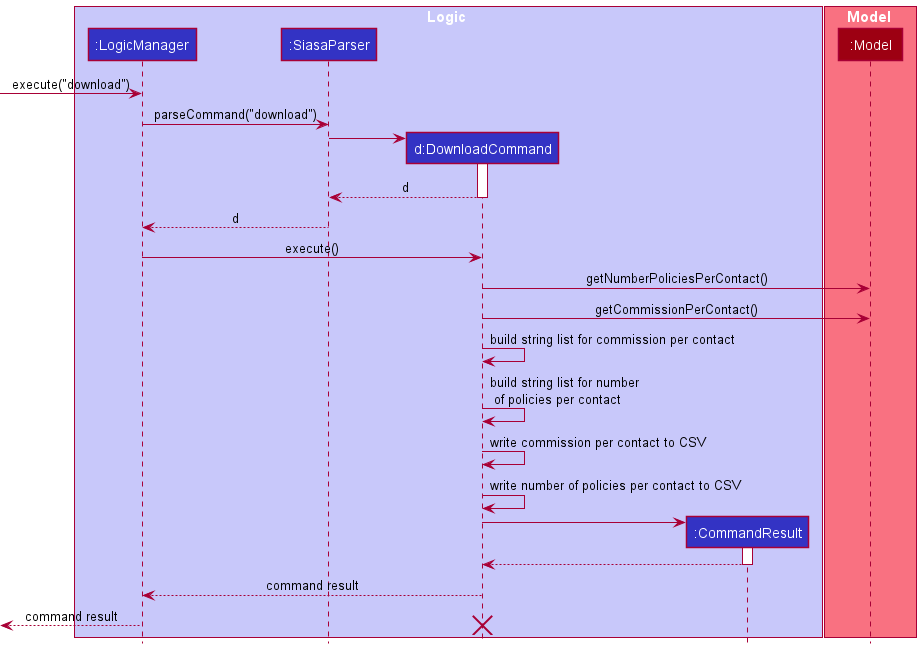 Logic
Model
:LogicManager
:SiasaParser
:Model
execute("download")
parseCommand("download")
d:DownloadCommand
d
d
execute()
getNumberPoliciesPerContact()
getCommissionPerContact()
build string list for commission per contact
build string list for number
of policies per contact
write commission per contact to CSV
write number of policies per contact to CSV
:CommandResult
command result
command result